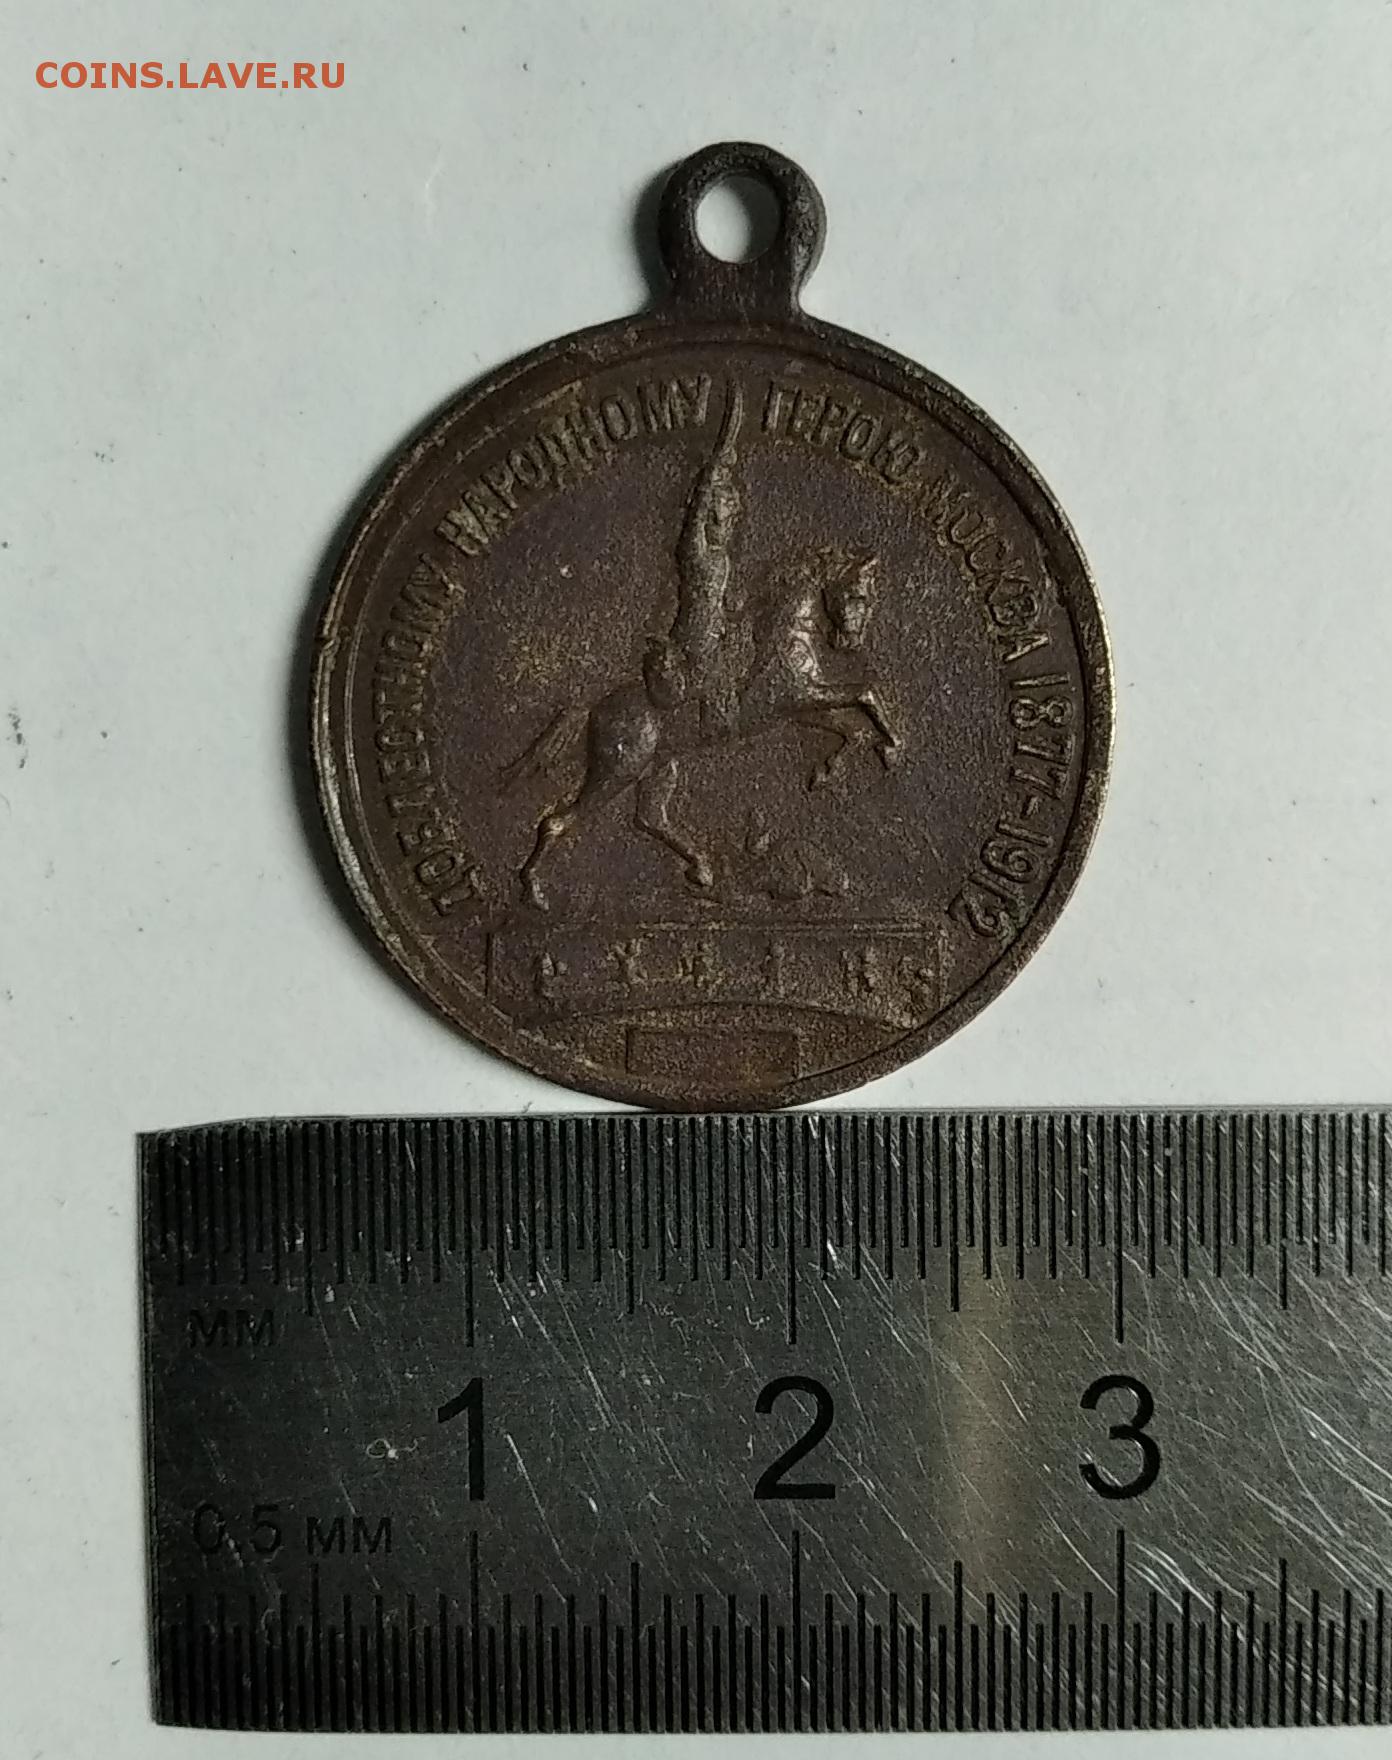 COINS.LAVE.RU
ДОБЛЕСТНОМУ НАРОДНОМУ ГЕРОЮ МОСКВА 1877-1912
мм
1 2 3
0.5 мм